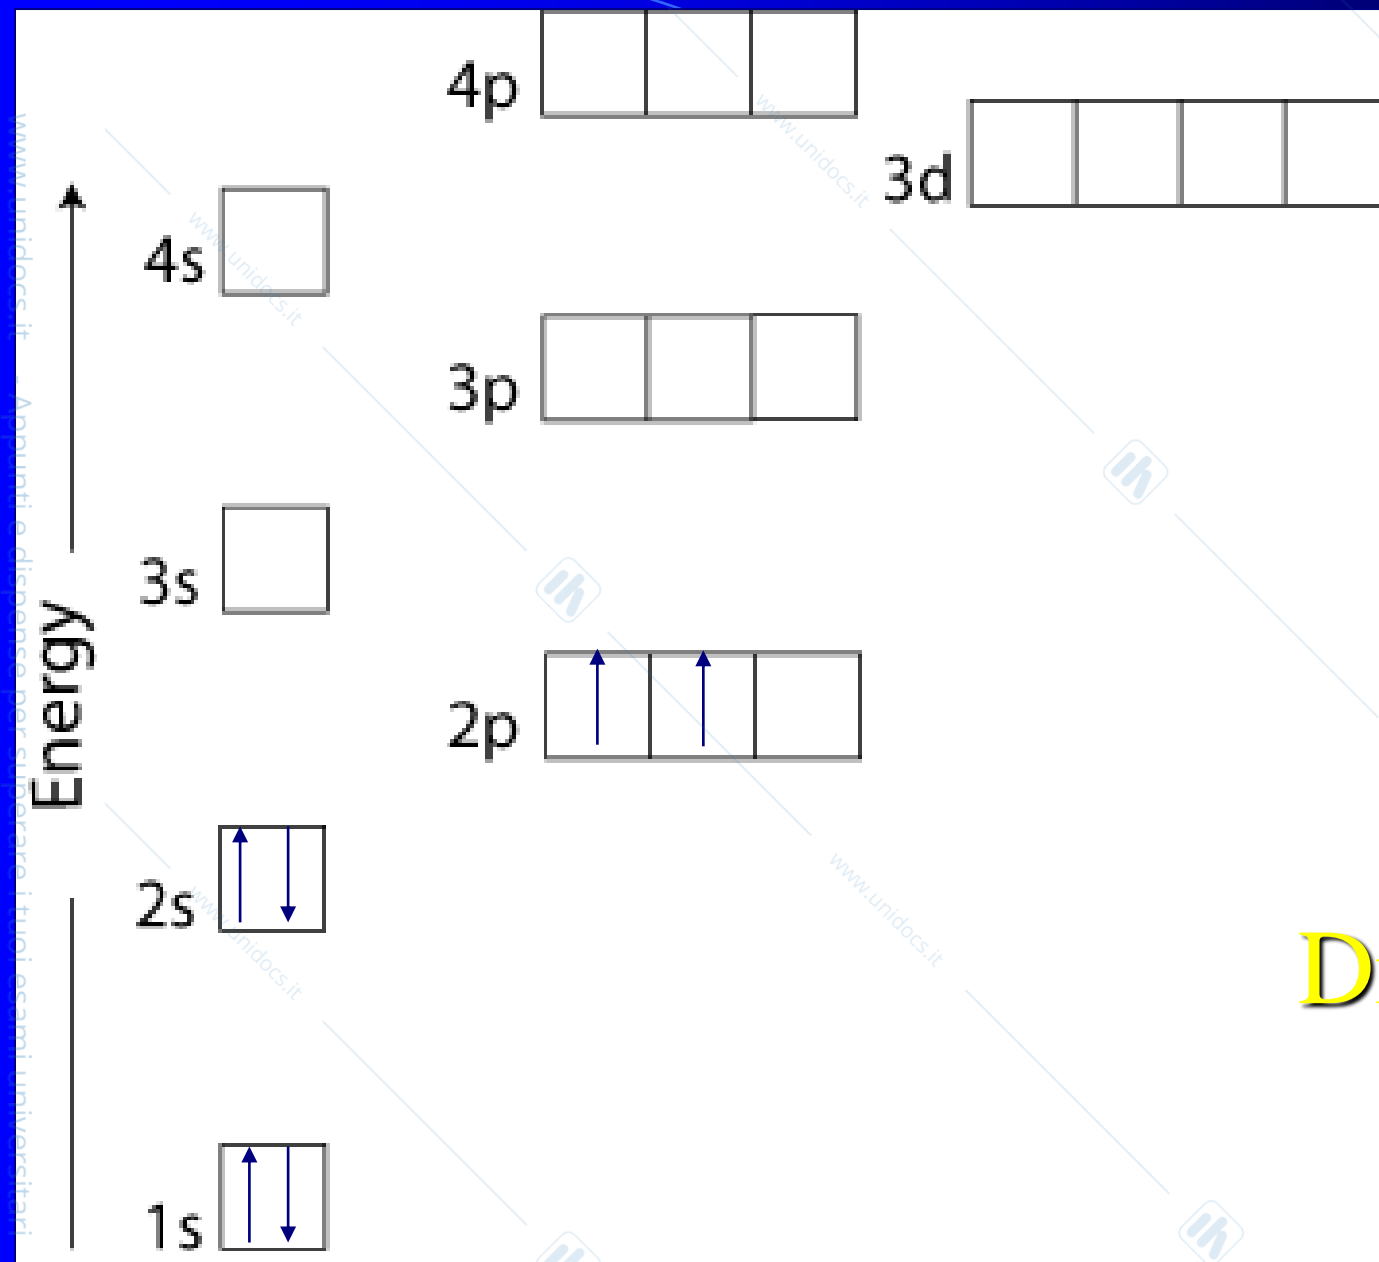 4p
3d
4s
3p
3s
2p
2s
1s
Energy
D
www.unidocs.it - Appunti e dispense per superare i tuoi esami universitari
www.unidocs.it
www.unidocs.it
www.unidocs.it
www.unidocs.it